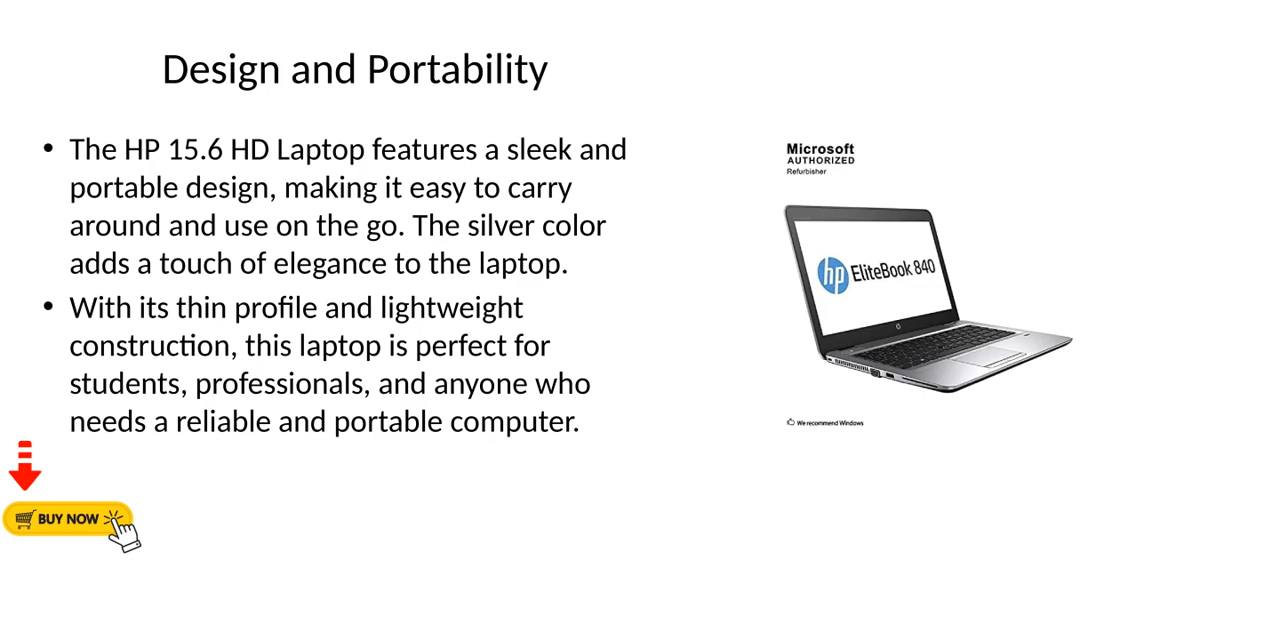 Design and Portability
• The HP 15.6 HD Laptop features a sleek and
portable design, making it easy to carry
around and use on the go. The silver color
adds a touch of elegance to the laptop.
• With its thin profile and lightweight
construction, this laptop is perfect for
students, professionals, and anyone who
needs a reliable and portable computer.
BUY NOW
Microsoft
AUTHORIZED
Refurbisher
hp EliteBook 840
We recommend Windows